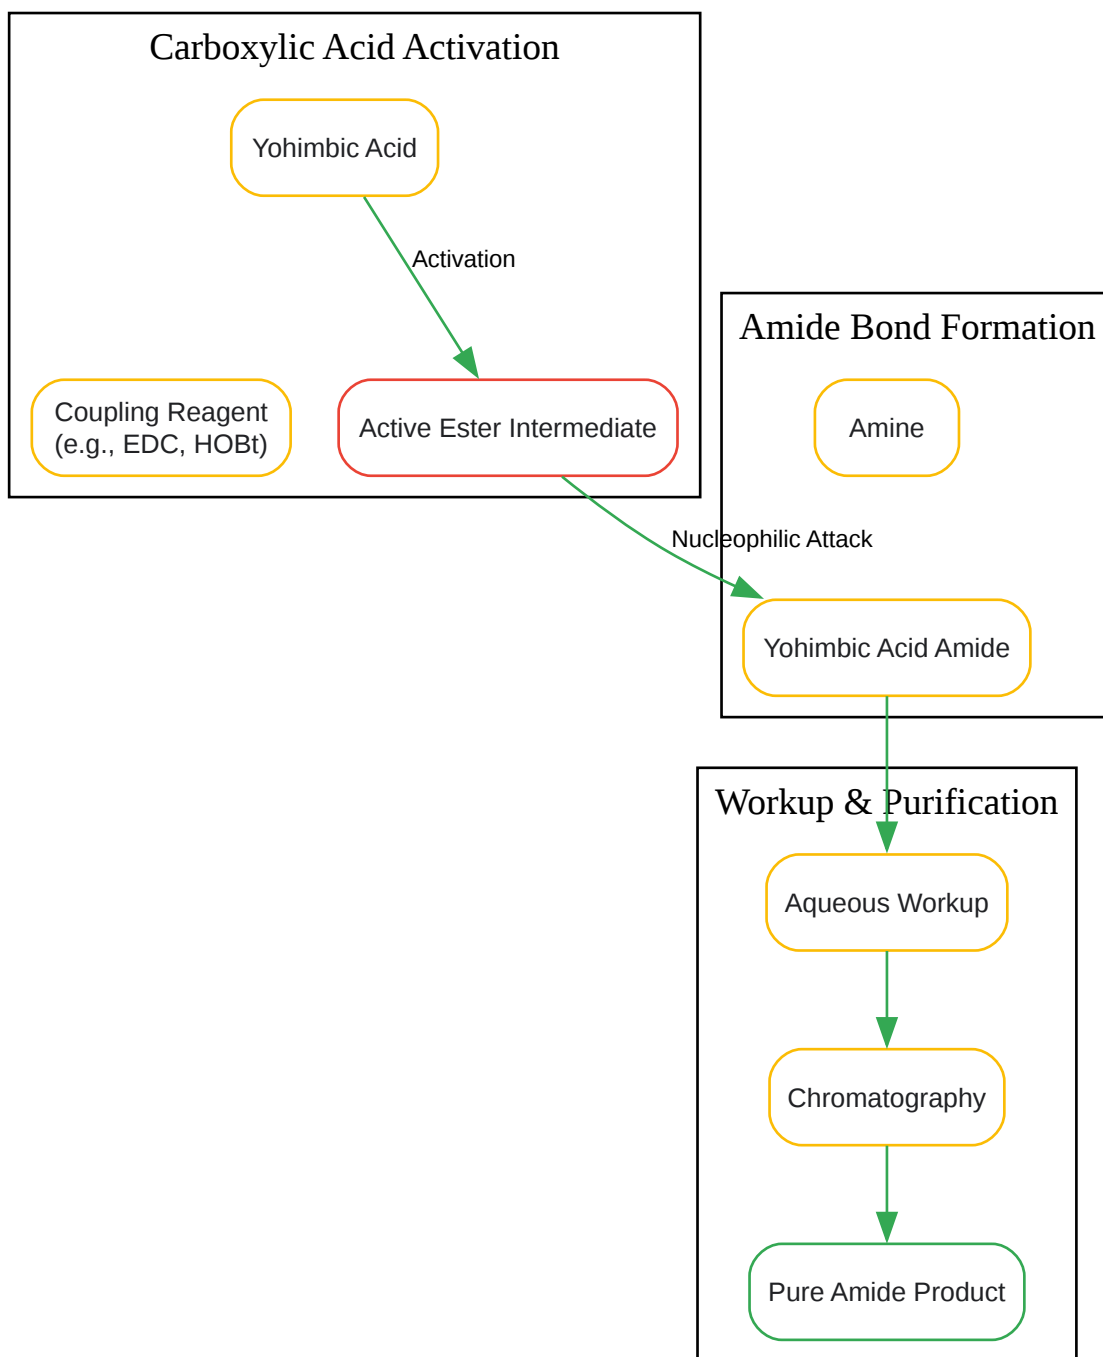 Carboxylic Acid Activation
Yohimbic Acid
Activation
Coupling Reagent
(e.g., EDC, HOBt)
Active Ester Intermediate
Amide Bond Formation
Amine
Nucleophilic Attack
Yohimbic Acid Amide
Workup & Purification
Aqueous Workup
Chromatography
Pure Amide Product